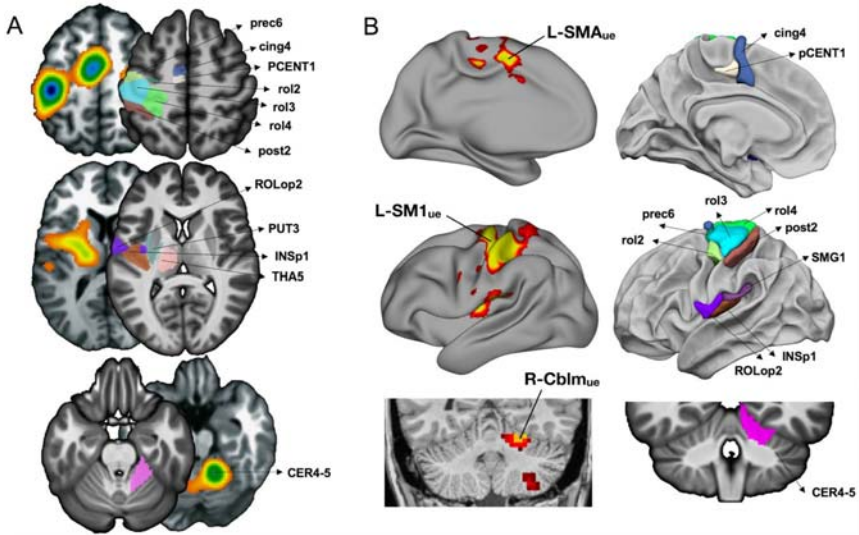 A
prec6
cing4
PCENT1
rol2
rol3
rol4
post2
ROLop2
PUT3
INSp1
THA5
CER4-5
B
L-SMAue
cing4
pCENT1
L-SM1ue
rol3
prec6
rol4
rol2
post2
SMG1
INSp1
ROLop2
R-Cblmue
CER4-5